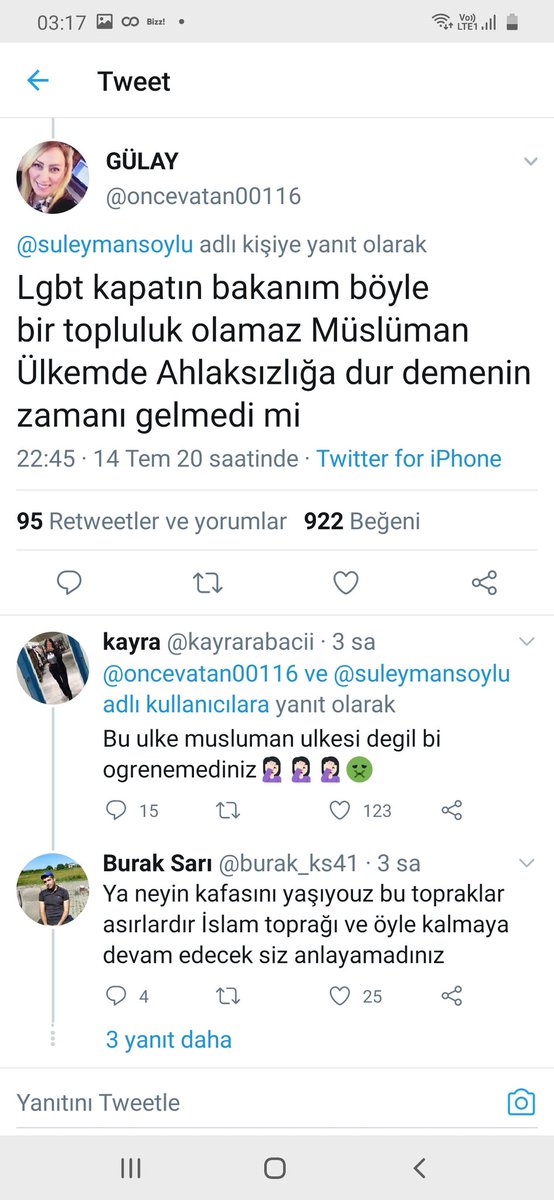 03:17 Bizz! • Vo)) LTE1
Tweet
GÜLAY
@oncevatan00116
@suleymansoylu adlı kişiye yanıt olarak
Lgbt kapatın bakanım böyle
bir topluluk olamaz Müslüman
Ülkemde Ahlaksızlığa dur demenin
zamanı gelmedi mi
22:45 · 14 Tem 20 saatinde · Twitter for iPhone
95 Retweetler ve yorumlar 922 Beğeni
kayra @kayrarabacii · 3 sa
@oncevatan00116 ve @suleymansoylu
adlı kullanıcılara yanıt olarak
Bu ulke musluman ulkesi degil bi
ogrenemediniz🤦🏻‍♀️🤦🏻‍♀️🤦🏻‍♀️🤢
15 123
Burak Sarı @burak_ks41 · 3 sa
Ya neyin kafasını yaşıyouz bu topraklar
asırlardır İslam toprağı ve öyle kalmaya
devam edecek siz anlayamadınız
4 25
3 yanıt daha
Yanıtını Tweetle